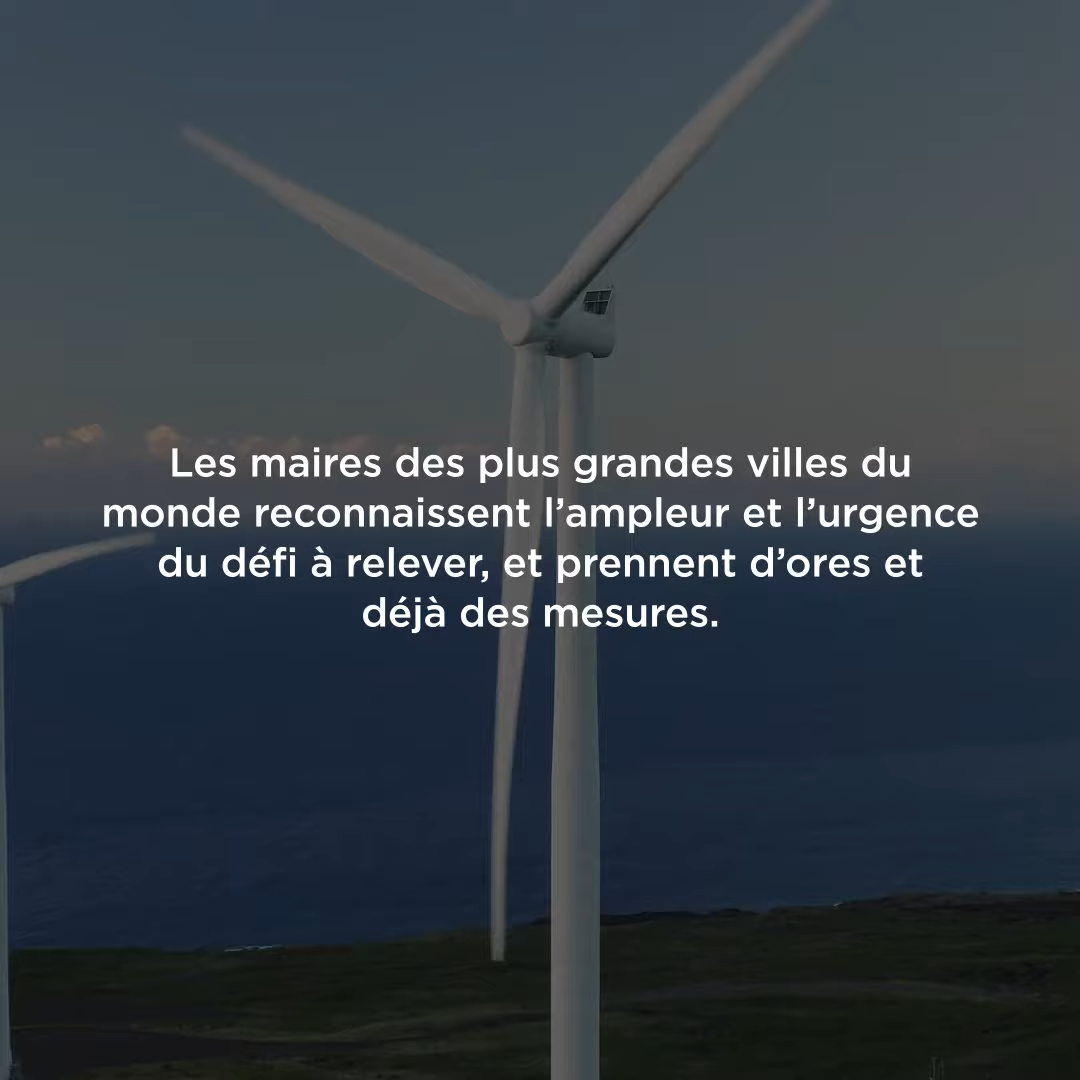 Les maires des plus grandes villes du
monde reconnaissent l’ampleur et l’urgence
du défi à relever, et prennent d’ores et
déjà des mesures.